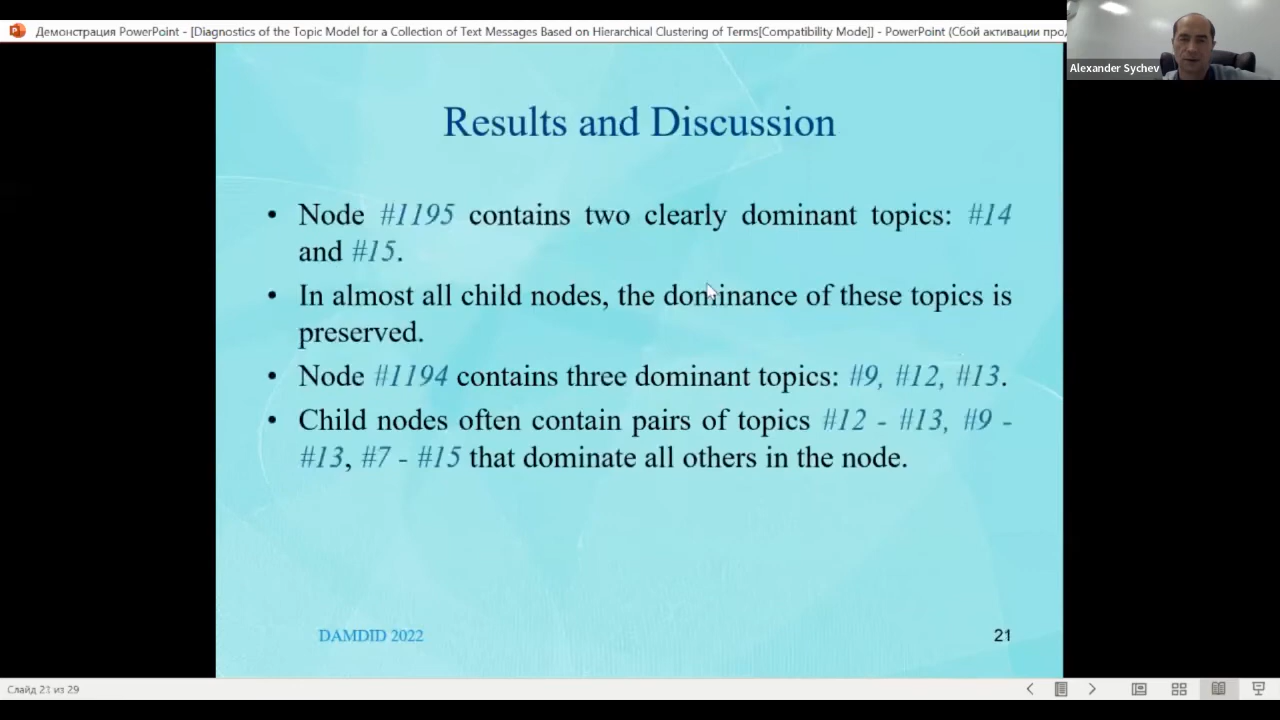 Демонстрация PowerPoint - [Diagnostics of the Topic Model for a Collection of Text Messages Based on Hierarchical Clustering of Terms[Compatibility Mode]] - PowerPoint (Сбой активации про
Alexander Sychev
Results and Discussion
• Node #1195 contains two clearly dominant topics: #14
and #15.
• In almost all child nodes, the dominance of these topics is
preserved.
• Node #1194 contains three dominant topics: #9, #12, #13.
• Child nodes often contain pairs of topics #12 - #13, #9 -
#13, #7 - #15 that dominate all others in the node.
DAMDID 2022
21
Слайд 21 из 29